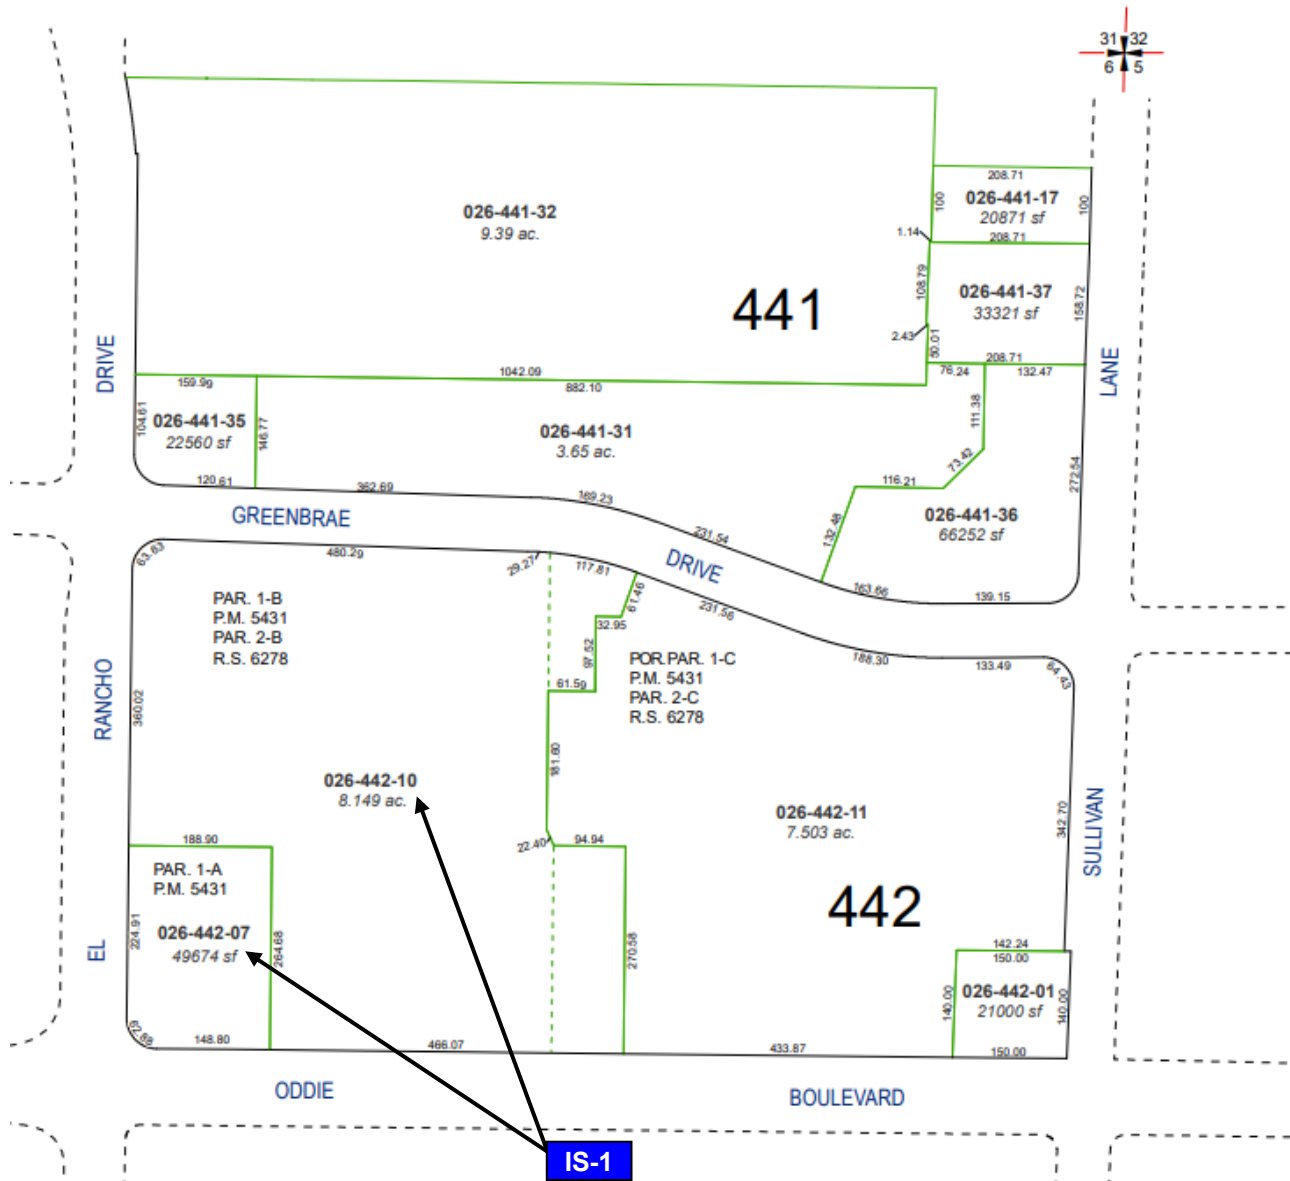 31 32
6 5
208.71
026-441-17
20871 sf
100
100
208.71
1.14
026-441-32
9.39 ac.
441
108.79
026-441-37
33321 sf
158.72
2.43
50.01
208.71
76.24
132.47
DRIVE
LANE
159.99
1042.09
882.10
104.61
026-441-35
22560 sf
146.77
026-441-31
3.65 ac.
111.38
73.42
116.21
272.54
120.61
362.69
169.23
231.54
132.48
026-441-36
66252 sf
GREENBRAE
DRIVE
163.66
139.15
63.63
480.29
29.27
117.81
61.46
231.56
32.95
97.52
61.59
188.30
133.49
64.43
PAR. 1-B
P.M. 5431
PAR. 2-B
R.S. 6278
POR.PAR. 1-C
P.M. 5431
PAR. 2-C
R.S. 6278
RANCHO
360.02
181.60
026-442-10
8.149 ac.
026-442-11
7.503 ac.
342.70
SULLIVAN
188.90
22.40
94.94
PAR. 1-A
P.M. 5431
026-442-07
49674 sf
224.91
264.68
270.58
442
EL
142.24
150.00
026-442-01
21000 sf
140.00
140.00
62.88
148.80
466.07
433.87
150.00
ODDIE
BOULEVARD
IS-1